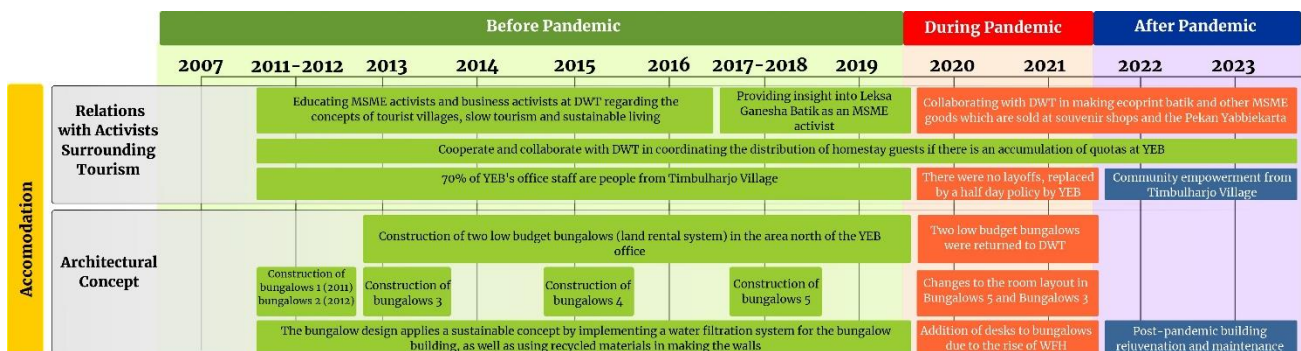 Before Pandemic
During Pandemic
After Pandemic
2007
2011-2012
2013
2014
2015
2016
2017-2018
2019
2020
2021
2022
2023
Accomodation
Relations
with Activists
Surrounding
Tourism
Educating MSME activists and business activists at DWT regarding the
concepts of tourist villages, slow tourism and sustainable living
Providing insight into Leksa
Ganesha Batik as an MSME
activist
Collaborating with DWT in making ecoprint batik and other MSME
goods which are sold at souvenir shops and the Pekan Yabbiekarta
Cooperate and collaborate with DWT in coordinating the distribution of homestay guests if there is an accumulation of quotas at YEB
70% of YEB's office staff are people from Timbulharjo Village
There were no layoffs, replaced
by a half day policy by YEB
Community empowerment from
Timbulharjo Village
Architectural
Concept
Construction of two low budget bungalows (land rental system) in the area north of the YEB
office
Two low budget bungalows
were returned to DWT
Construction of
bungalows 1 (2011)
bungalows 2 (2012)
Construction of
bungalows 3
Construction of
bungalows 4
Construction of
bungalows 5
Changes to the room layout in
Bungalows 5 and Bungalows 3
The bungalow design applies a sustainable concept by implementing a water filtration system for the bungalow
building, as well as using recycled materials in making the walls
Addition of desks to bungalows
due to the rise of WFH
Post-pandemic building
rejuvenation and maintenance